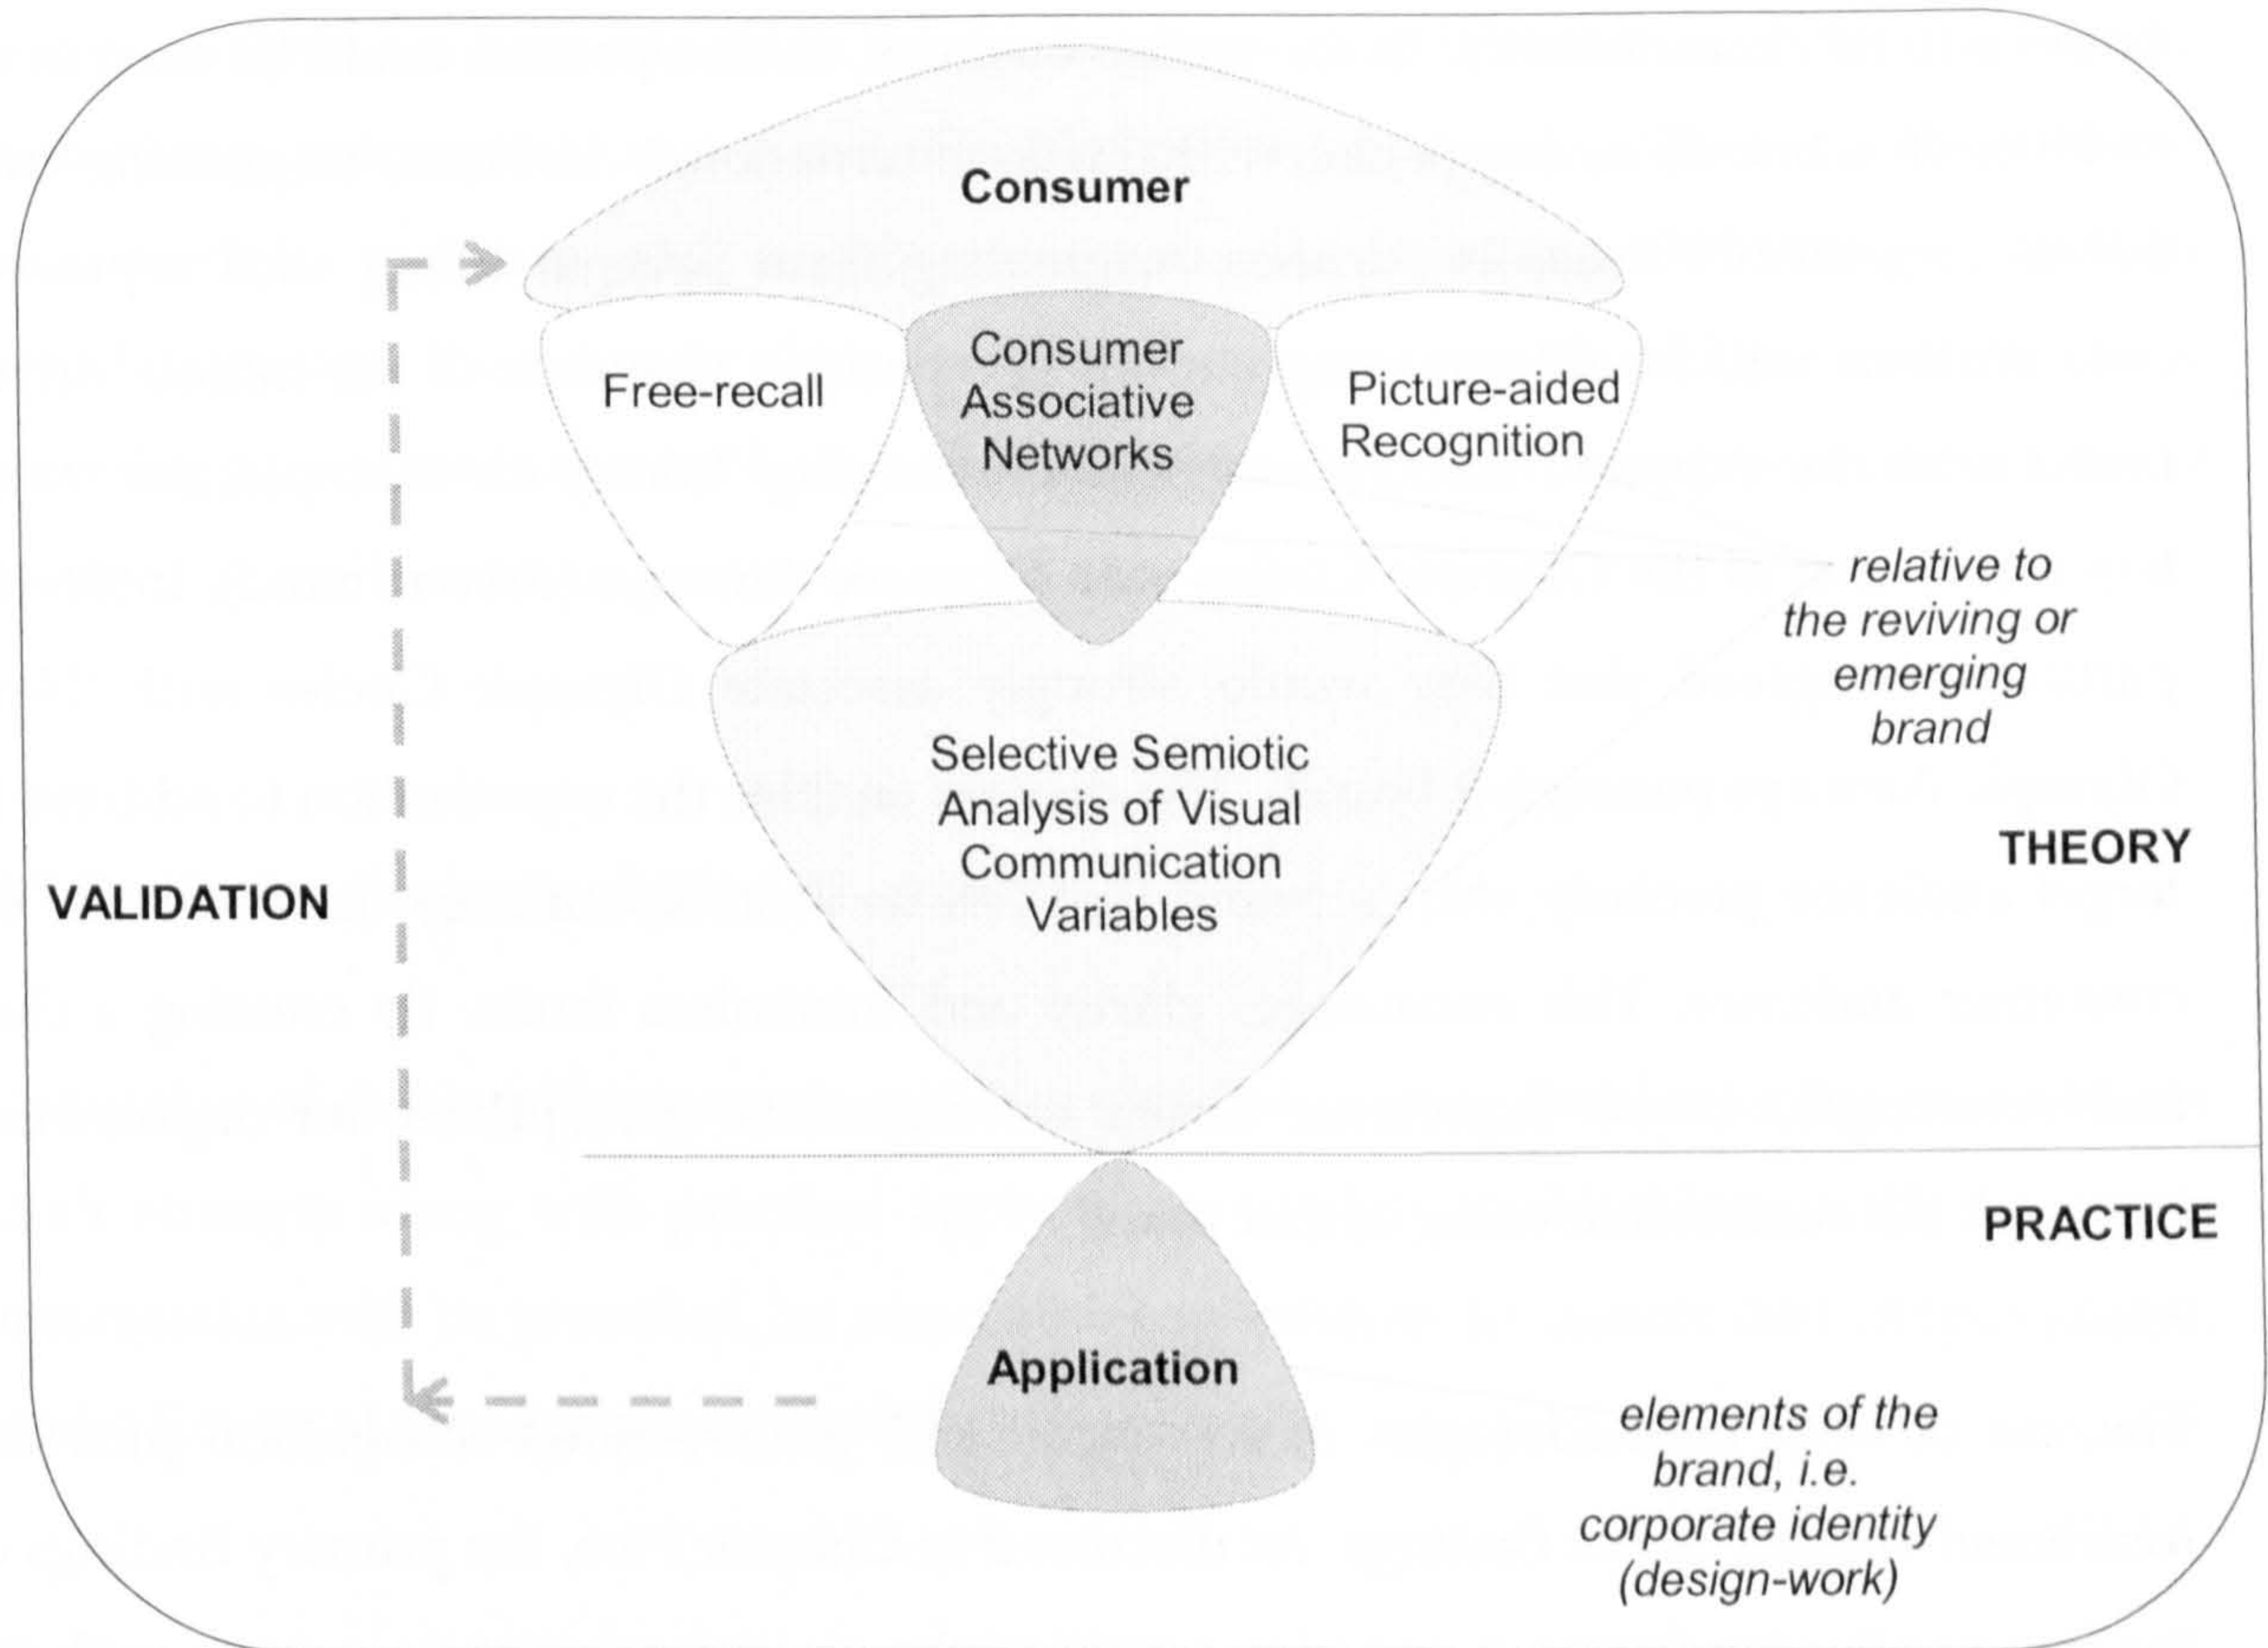 Consumer
Free-recall
Consumer
Associative
Networks
Picture-aided
Recognition
relative to
the reviving or
emerging
brand
Selective Semiotic
Analysis of Visual
Communication
Variables
THEORY
VALIDATION
PRACTICE
Application
elements of the
brand, i.e.
corporate identity
(design-work)